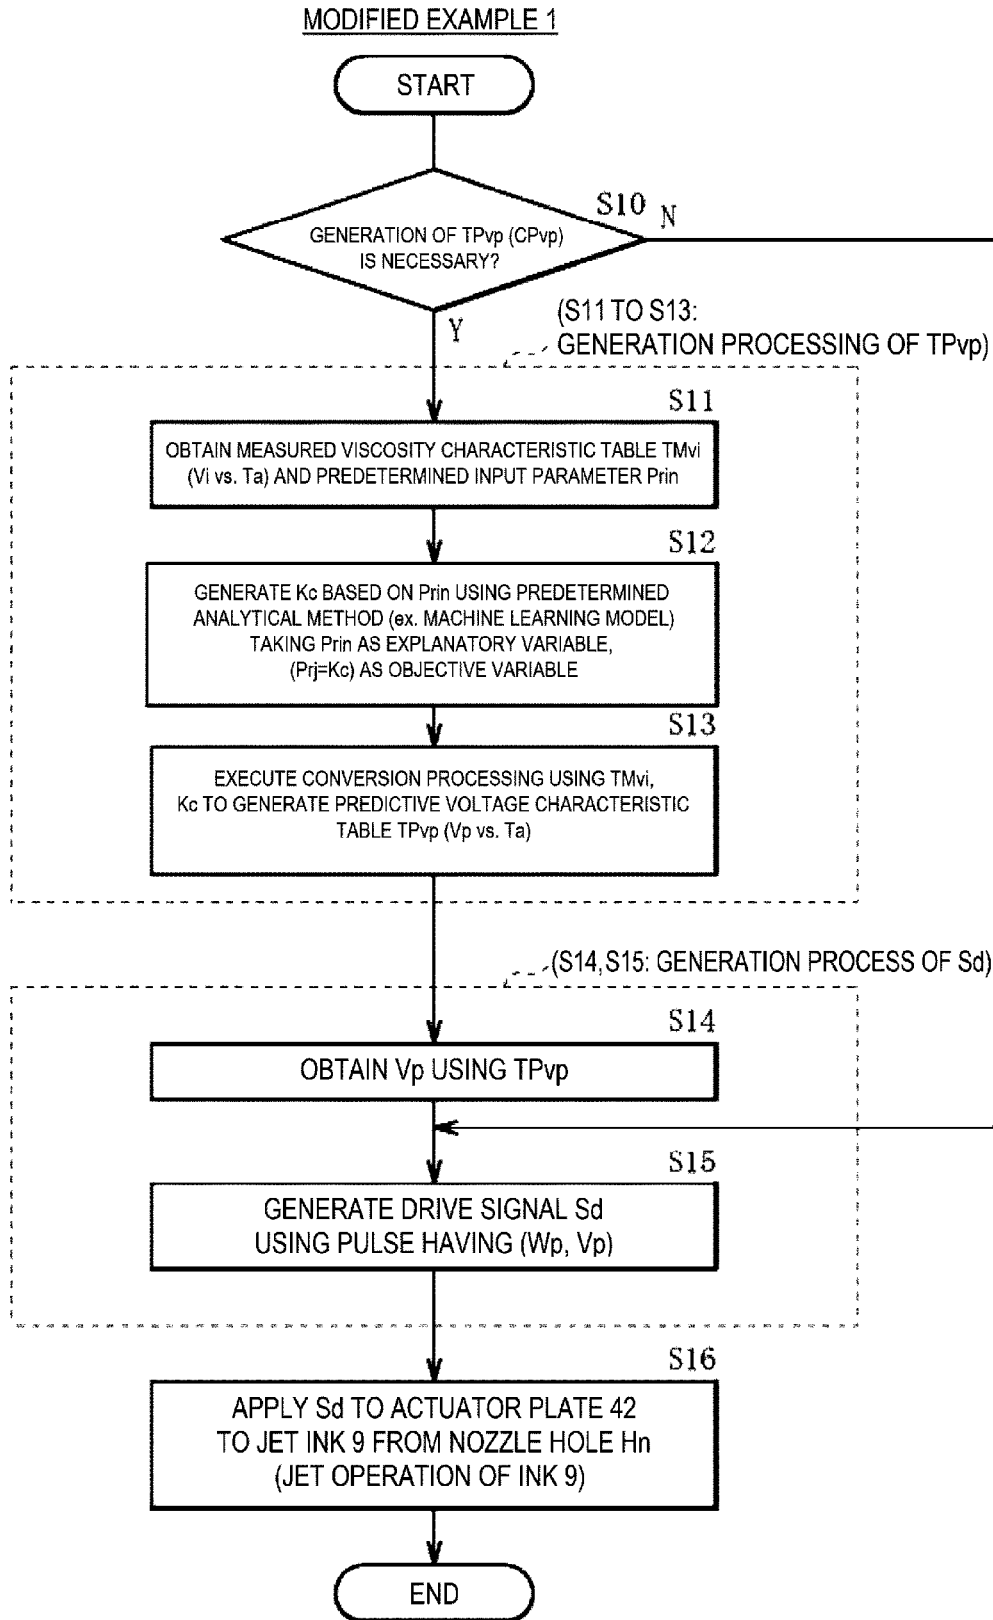 MODIFIED EXAMPLE 1
START
S10
N
GENERATION OF TPvp (CPvp)
IS NECESSARY?
Y
(S11 TO S13:
GENERATION PROCESSING OF TPvp)
S11
OBTAIN MEASURED VISCOSITY CHARACTERISTIC TABLE TMvi
(Vi vs. Ta) AND PREDETERMINED INPUT PARAMETER Prin
S12
GENERATE Kc BASED ON Prin USING PREDETERMINED
ANALYTICAL METHOD (ex. MACHINE LEARNING MODEL)
TAKING Prin AS EXPLANATORY VARIABLE,
(Prj=Kc) AS OBJECTIVE VARIABLE
S13
EXECUTE CONVERSION PROCESSING USING TMvi,
Kc TO GENERATE PREDICTIVE VOLTAGE CHARACTERISTIC
TABLE TPvp (Vp vs. Ta)
(S14,S15: GENERATION PROCESS OF Sd)
S14
OBTAIN Vp USING TPvp
S15
GENERATE DRIVE SIGNAL Sd
USING PULSE HAVING (Wp, Vp)
S16
APPLY Sd TO ACTUATOR PLATE 42
TO JET INK 9 FROM NOZZLE HOLE Hn
(JET OPERATION OF INK 9)
END